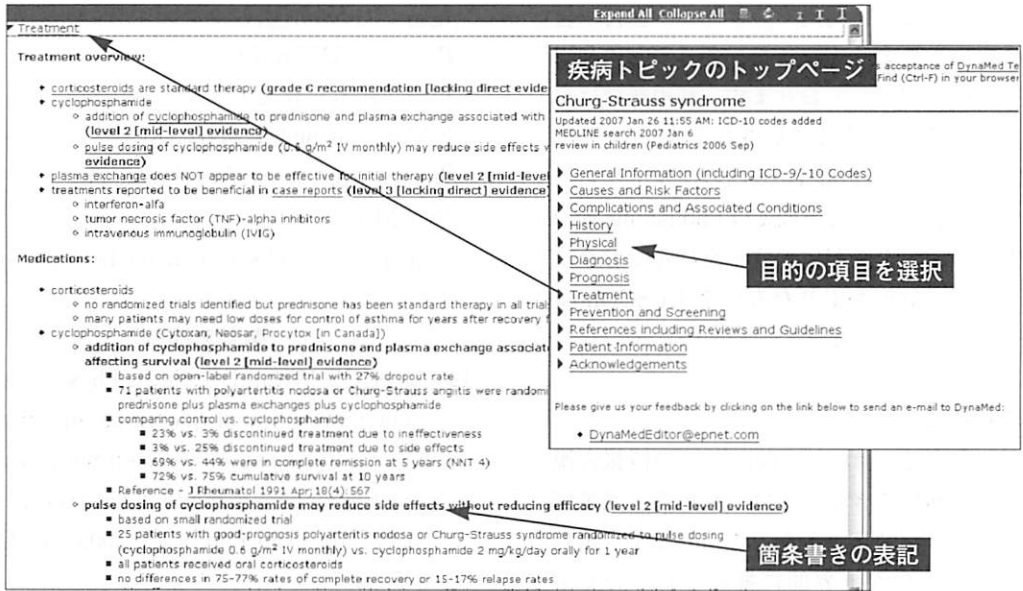 Expand All Collapse All
Treatment
Treatment overview:
corticosteroids are standard therapy (grade C recommendation [lacking direct evide
cyclophosphamide
addition of cyclophosphamide to prednisone and plasma exchange associated with
(level 2 [mid-level] evidence)
pulse dosing of cyclophosphamide (0.6 g/m² IV monthly) may reduce side effects w
evidence)
plasma exchange does NOT appear to be effective for initial therapy (level 2 [mid-level
treatments reported to be beneficial in case reports (level 3 [lacking direct] evidence)
interferon-alfa
tumor necrosis factor (TNF)-alpha inhibitors
intravenous immunoglobulin (IVIG)
Medications:
corticosteroids
no randomized trials identified but prednisone has been standard therapy in all trial
many patients may need low doses for control of asthma for years after recovery
cyclophosphamide (Cytoxan, Neosar, Procytox [in Canada])
addition of cyclophosphamide to prednisone and plasma exchange associate
affecting survival (level 2 [mid-level] evidence)
based on open-label randomized trial with 27% dropout rate
71 patients with polyartertitis nodosa or Churg-Strauss angiitis were randomi
prednisone plus plasma exchanges plus cyclophosphamide
comparing control vs. cyclophosphamide
23% vs. 3% discontinued treatment due to ineffectiveness
3% vs. 25% discontinued treatment due to side effects
69% vs. 44% were in complete remission at 5 years (NNT 4)
72% vs. 75% cumulative survival at 10 years
Reference - J Rheumatol 1991 Apr;18(4):567
pulse dosing of cyclophosphamide may reduce side effects without reducing efficacy (level 2 [mid-level] evidence)
based on small randomized trial
25 patients with good-prognosis polyarteritis nodosa or Churg-Strauss syndrome randomized to pulse dosing
(cyclophosphamide 0.6 g/m² IV monthly) vs. cyclophosphamide 2 mg/kg/day orally for 1 year
all patients received oral corticosteroids
no differences in 75-77% rates of complete recovery or 15-17% relapse rates
疾病トピックのトップページ
s acceptance of DynaMed Te
Find (Ctrl-F) in your browser
Churg-Strauss syndrome
Updated 2007 Jan 26 11:55 AM: ICD-10 codes added
MEDLINE search 2007 Jan 6
review in children (Pediatrics 2006 Sep)
General Information (including ICD-9/-10 Codes)
Causes and Risk Factors
Complications and Associated Conditions
History
Physical
Diagnosis
Prognosis
Treatment
Prevention and Screening
References including Reviews and Guidelines
Patient Information
Acknowledgements
目的の項目を選択
Please give us your feedback by clicking on the link below to send an e-mail to DynaMed:
DynaMedEditor@epnet.com
箇条書きの表記